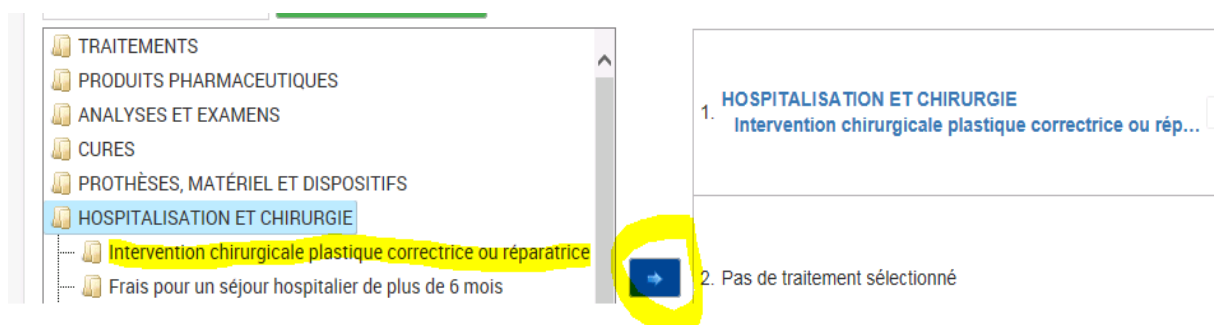 TRAITEMENTS
PRODUITS PHARMACEUTIQUES
ANALYSES ET EXAMENS
CURES
PROTHÈSES, MATÉRIEL ET DISPOSITIFS
HOSPITALISATION ET CHIRURGIE
Intervention chirurgicale plastique correctrice ou réparatrice
Frais pour un séjour hospitalier de plus de 6 mois
1. HOSPITALISATION ET CHIRURGIE
Intervention chirurgicale plastique correctrice ou rép...
2. Pas de traitement sélectionné